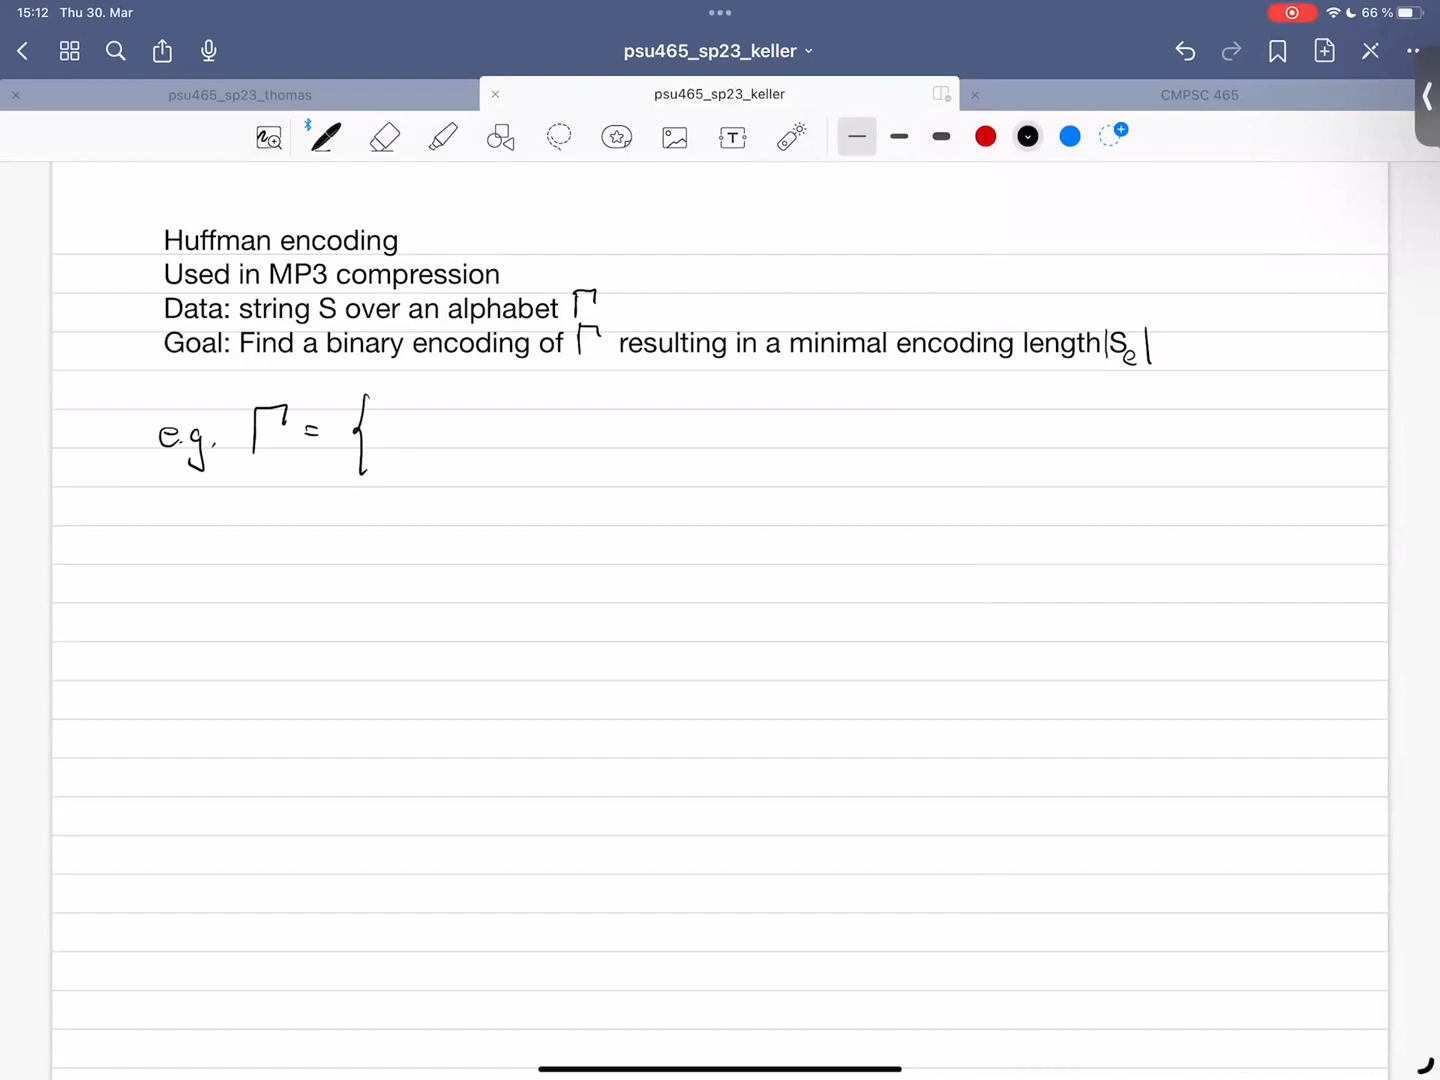 15:12 Thu 30. Mar 66 %
psu465_sp23_keller
psu465_sp23_thomas psu465_sp23_keller CMPSC 465
Huffman encoding
Used in MP3 compression
Data: string S over an alphabet Γ
Goal: Find a binary encoding of Γ resulting in a minimal encoding length |Se|
e.g. Γ = {